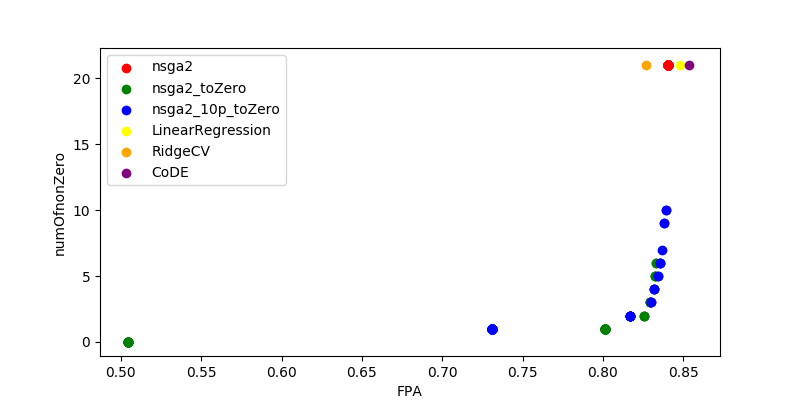 nsga2
nsga2_toZero
nsga2_10p_toZero
LinearRegression
RidgeCV
CoDE
numOfnonZero
20
15
10
5
0
0.50 0.55 0.60 0.65 0.70 0.75 0.80 0.85
FPA